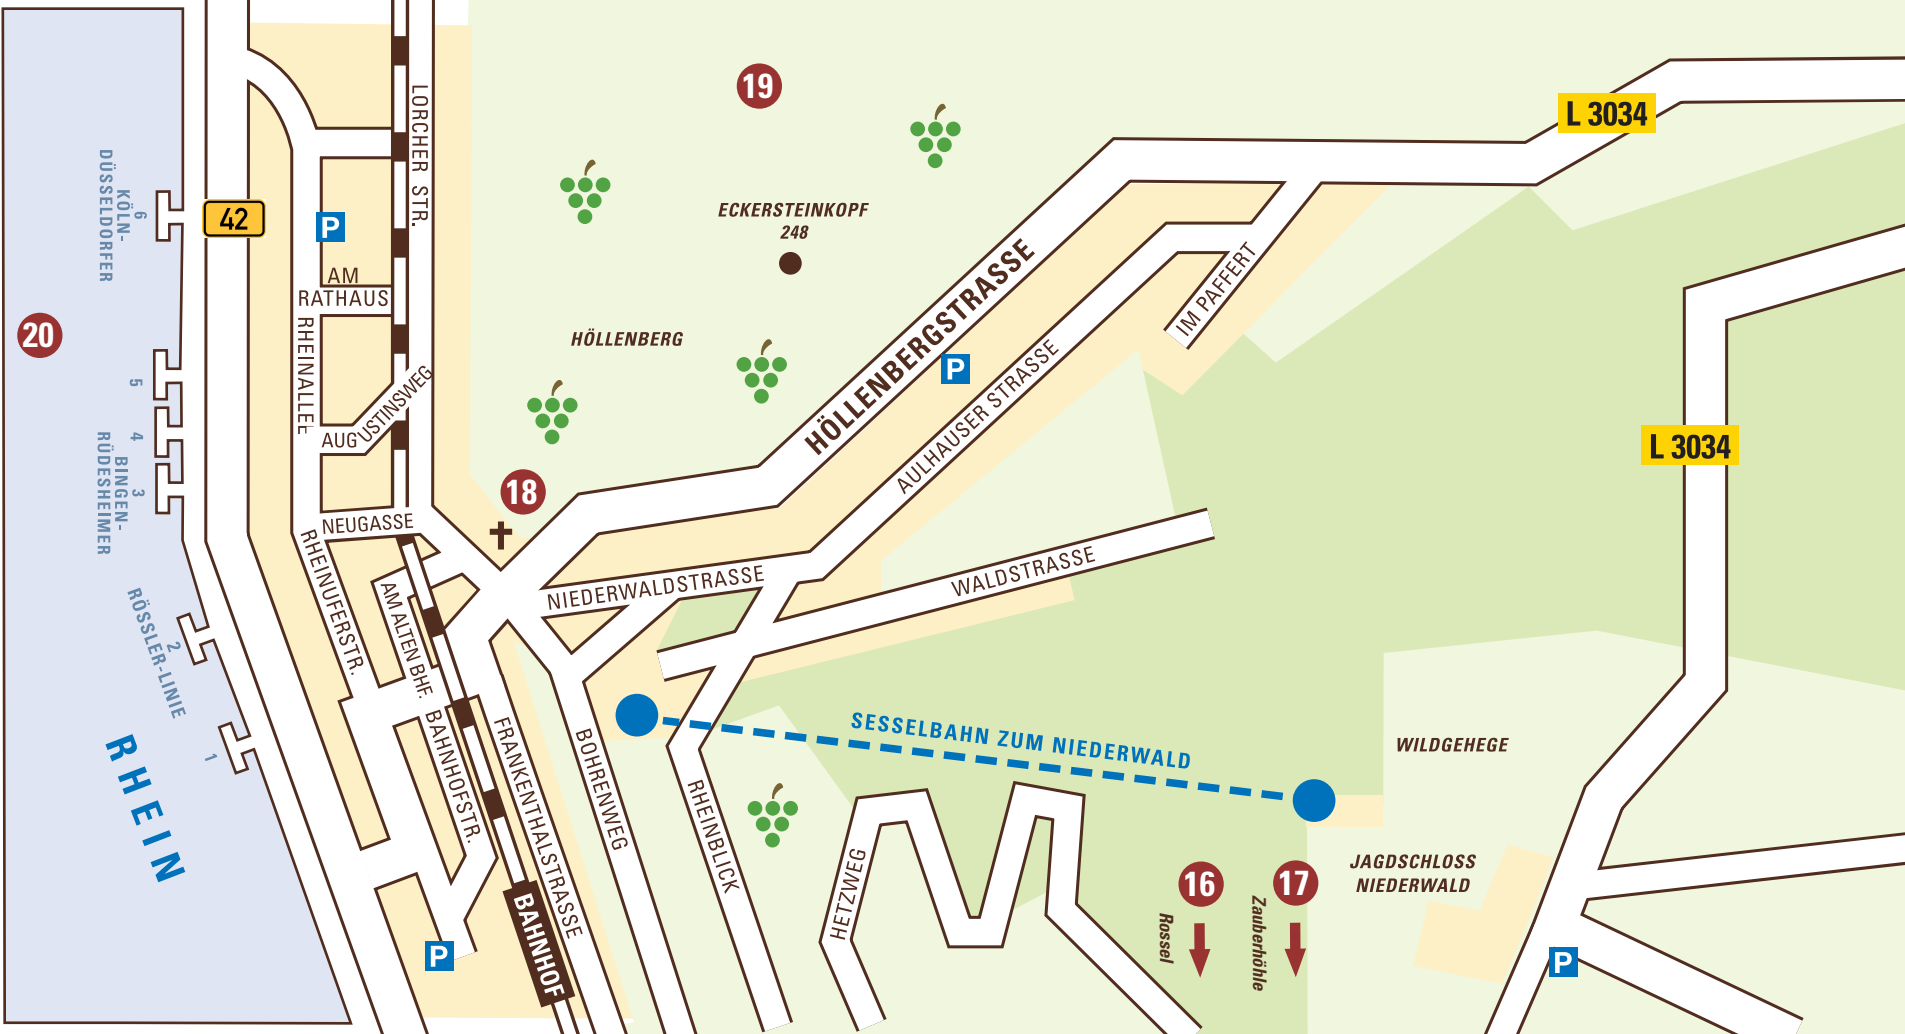 19
L 3034
LORCHER STR.
KÖLN-
DÜSSELDORFER
6
42
P
ECKERSTEINKOPF
248
AM
RATHAUS
20
HÖLLENBERG
HÖLLENBERGSTRASSE
IM PAFFERT
P
AULHAUSER STRASSE
RHEINALLEE
AUGUSTINSWEG
5
4
3
BINGEN-
RÜDESHEIMER
L 3034
18
NEUGASSE
NIEDERWALDSTRASSE
WALDSTRASSE
RHEINUFERSTR.
AM ALTEN BHF.
RÖSSLER-LINIE
2
1
RHEIN
BAHNHOFSTR.
FRANKENTHALSTRASSE
BOHRENWEG
RHEINBLICK
SESSELBAHN ZUM NIEDERWALD
WILDGEHEGE
HETZWEG
JAGDSCHLOSS
NIEDERWALD
16
Rossel
17
Zauberhöhle
BAHNHOF
P
P